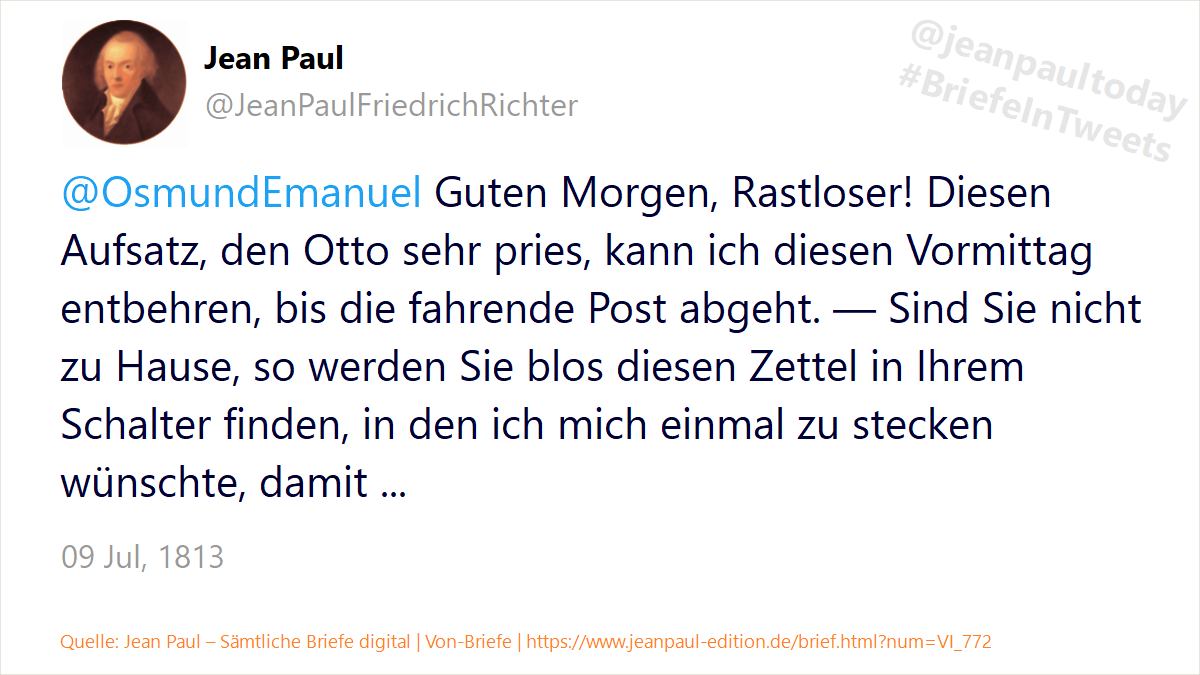 Jean Paul
@JeanPaulFriedrichRichter
@jeanpaultoday
#BriefeInTweets
@OsmundEmanuel Guten Morgen, Rastloser! Diesen
Aufsatz, den Otto sehr pries, kann ich diesen Vormittag
entbehren, bis die fahrende Post abgeht. — Sind Sie nicht
zu Hause, so werden Sie blos diesen Zettel in Ihrem
Schalter finden, in den ich mich einmal zu stecken
wünschte, damit ...
09 Jul, 1813
Quelle: Jean Paul – Sämtliche Briefe digital | Von-Briefe | https://www.jeanpaul-edition.de/brief.html?num=VI_772